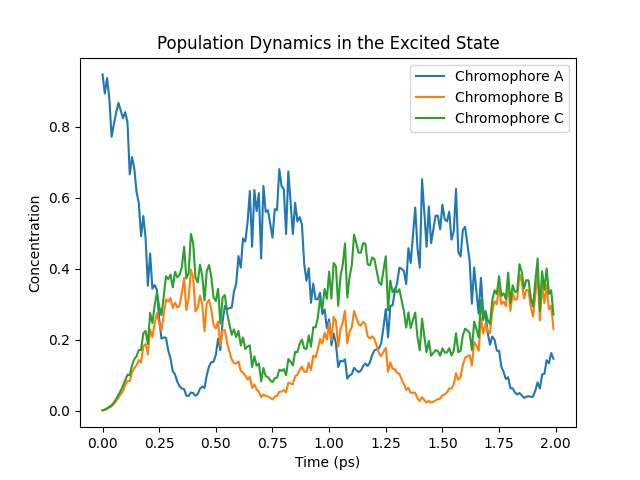 Population Dynamics in the Excited State
Chromophore A
Chromophore B
Chromophore C
Concentration
0.8
0.6
0.4
0.2
0.0
0.00 0.25 0.50 0.75 1.00 1.25 1.50 1.75 2.00
Time (ps)